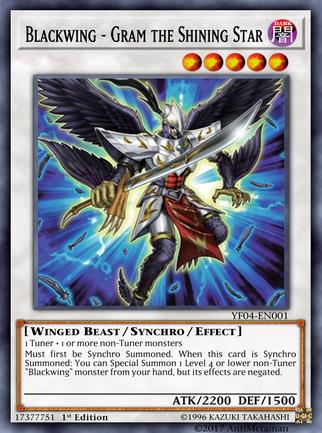 Blackwing - Gram the Shining Star
DARK
闇
YF04-EN001
[Winged Beast / Synchro / Effect]
1 Tuner + 1 or more non-Tuner monsters
Must first be Synchro Summoned. When this card is Synchro
Summoned: You can Special Summon 1 Level 4 or lower non-Tuner
"Blackwing" monster from your hand, but its effects are negated.
ATK/2200 DEF/1500
17377751 1st Edition
©1996 KAZUKI TAKAHASHI
©2017 AntiMetaman